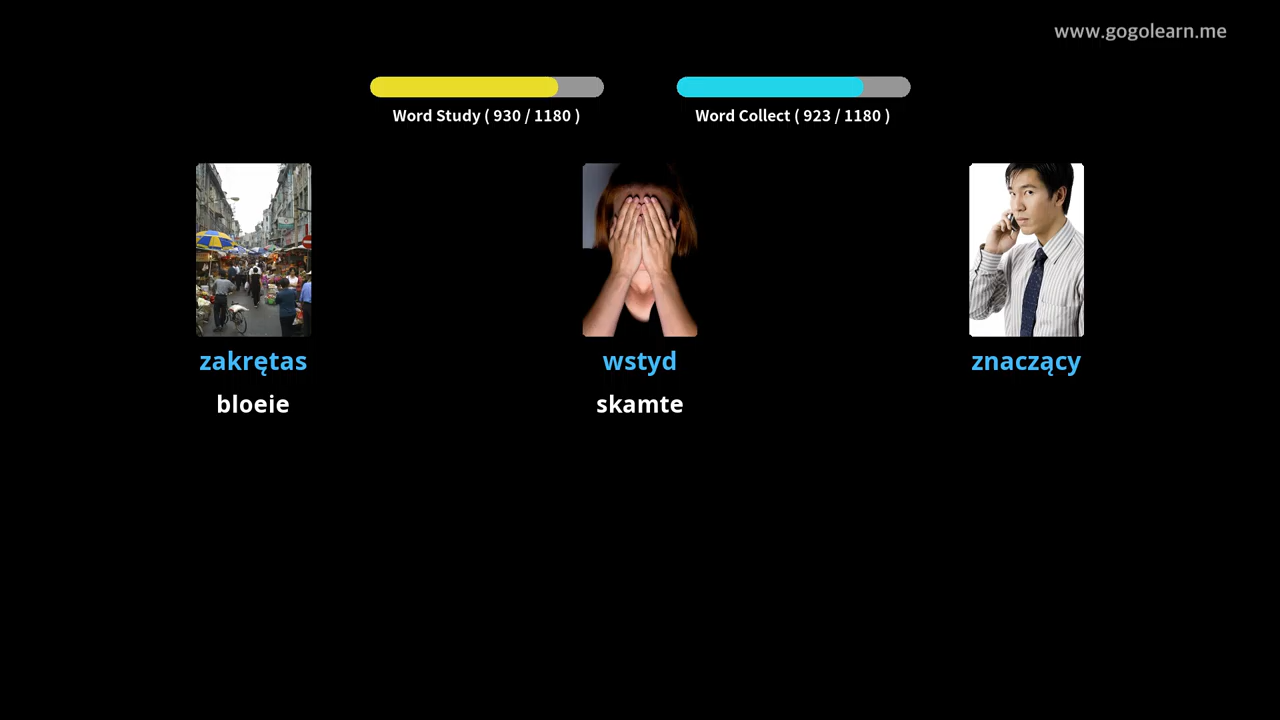 www.gogolearn.me
Word Study ( 930 / 1180 )
Word Collect ( 923 / 1180 )
zakrętas
wstyd
znaczący
bloeie
skamte